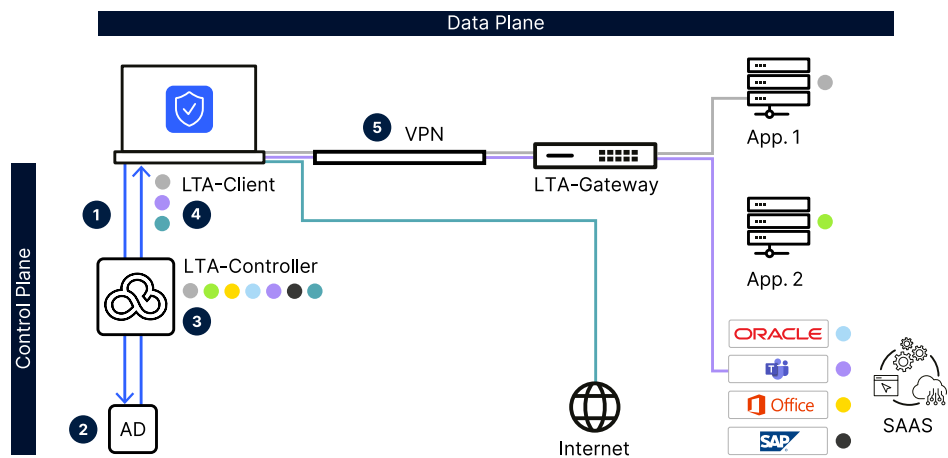 Data Plane
5
VPN
App. 1
LTA-Client
LTA-Gateway
1
4
LTA-Controller
3
App. 2
Control Plane
ORACLE
T
Office
SAP
SAAS
2
AD
Internet